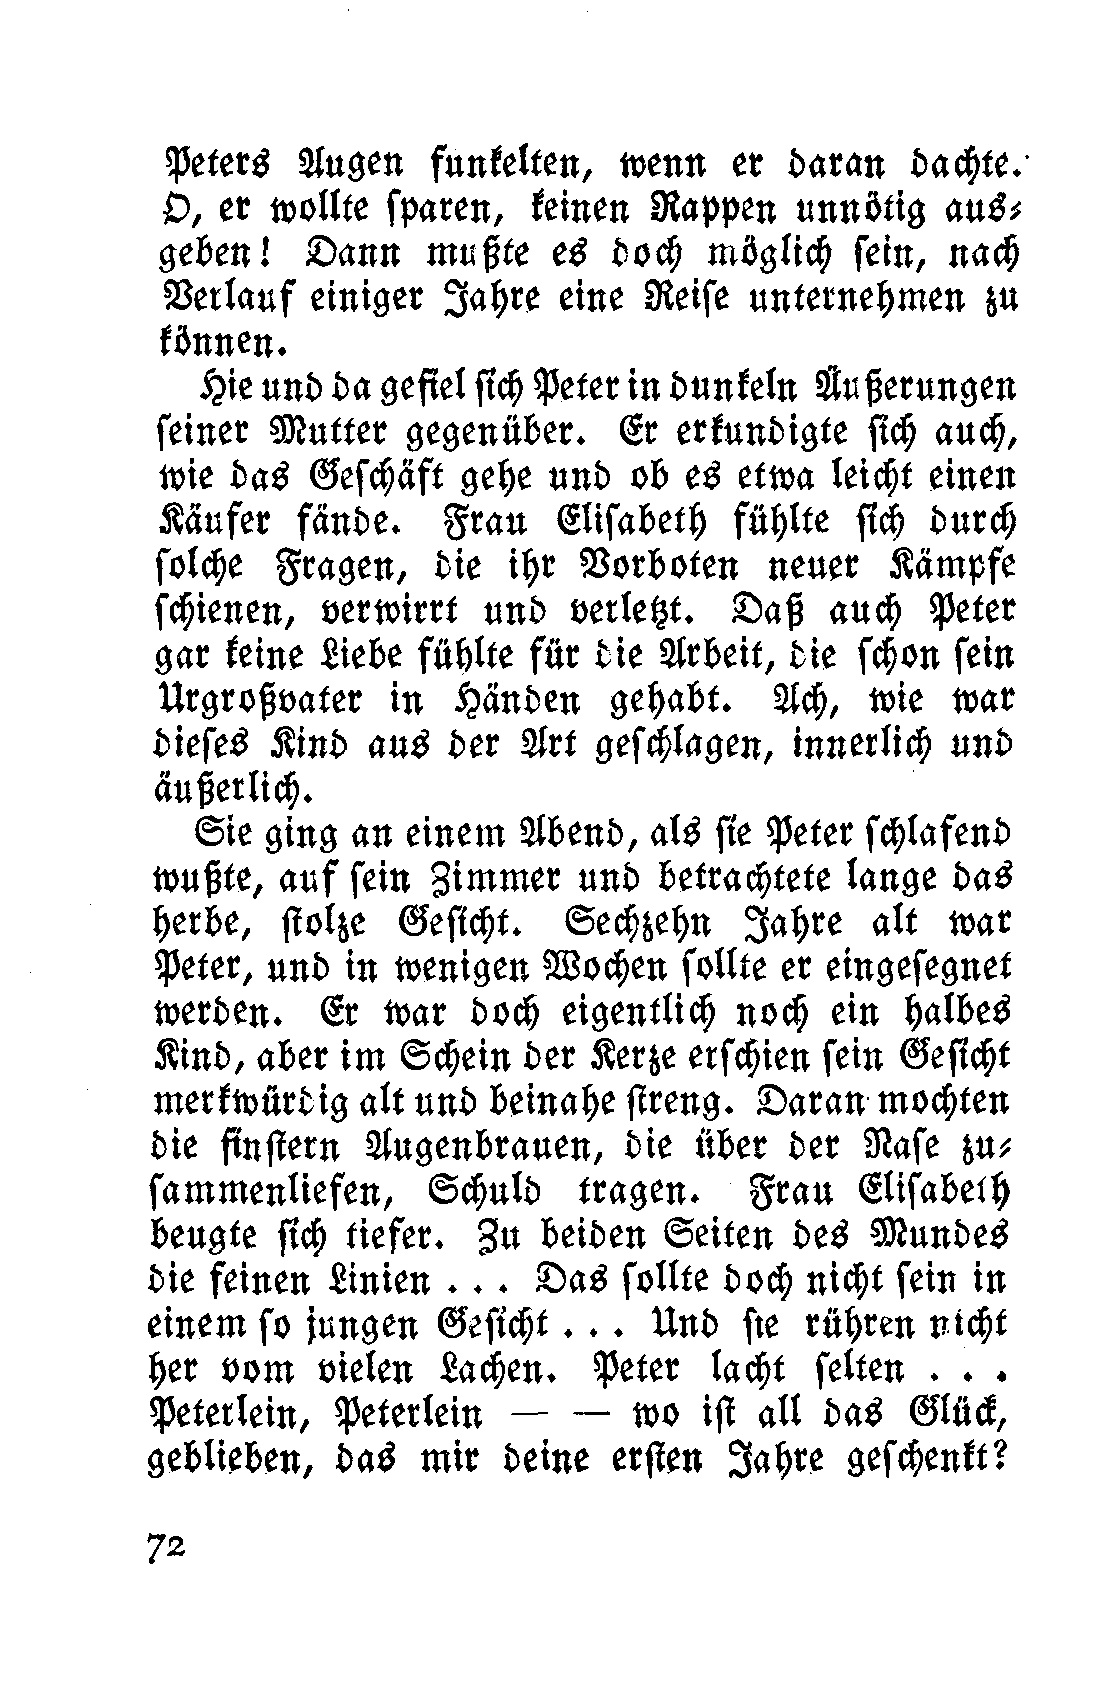 Peters Augen funkelten, wenn er daran dachte.
O, er wollte sparen, keinen Rappen unnötig aus-
geben! Dann mußte es doch möglich sein, nach
Verlauf einiger Jahre eine Reise unternehmen zu
können.
Hie und da gefiel sich Peter in dunkeln Äußerungen
seiner Mutter gegenüber. Er erkundigte sich auch,
wie das Geschäft gehe und ob es etwa leicht einen
Käufer fände. Frau Elisabeth fühlte sich durch
solche Fragen, die ihr Vorboten neuer Kämpfe
schienen, verwirrt und verletzt. Daß auch Peter
gar keine Liebe fühlte für die Arbeit, die schon sein
Urgroßvater in Händen gehabt. Ach, wie war
dieses Kind aus der Art geschlagen, innerlich und
äußerlich.
Sie ging an einem Abend, als sie Peter schlafend
wußte, auf sein Zimmer und betrachtete lange das
herbe, stolze Gesicht. Sechzehn Jahre alt war
Peter, und in wenigen Wochen sollte er eingesegnet
werden. Er war doch eigentlich noch ein halbes
Kind, aber im Schein der Kerze erschien sein Gesicht
merkwürdig alt und beinahe streng. Daran mochten
die finstern Augenbrauen, die über der Nase zu-
sammenliefen, Schuld tragen. Frau Elisabeth
beugte sich tiefer. Zu beiden Seiten des Mundes
die feinen Linien . . . Das sollte doch nicht sein in
einem so jungen Gesicht . . . Und sie rühren nicht
her vom vielen Lachen. Peter lacht selten . . .
Peterlein, Peterlein — — wo ist all das Glück,
geblieben, das mir deine ersten Jahre geschenkt?
72